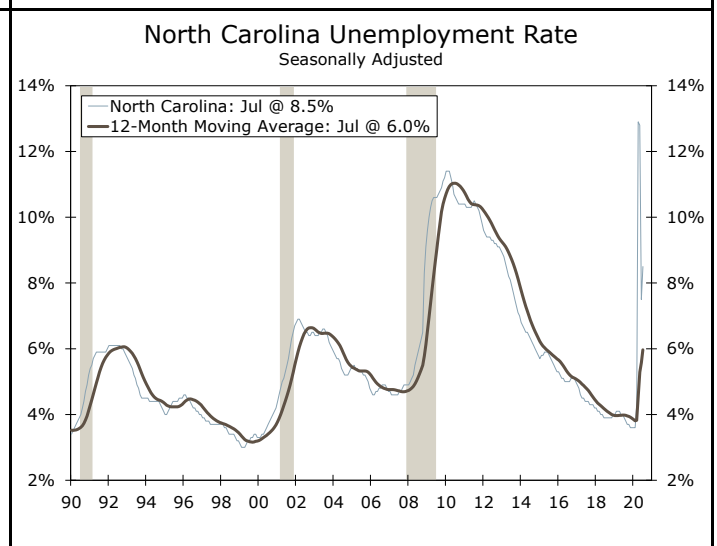 North Carolina Unemployment Rate
Seasonally Adjusted
14% 14%
North Carolina: Jul @ 8.5%
12-Month Moving Average: Jul @ 6.0%
12% 12%
10% 10%
8% 8%
6% 6%
4% 4%
2% 2%
90 92 94 96 98 00 02 04 06 08 10 12 14 16 18 20